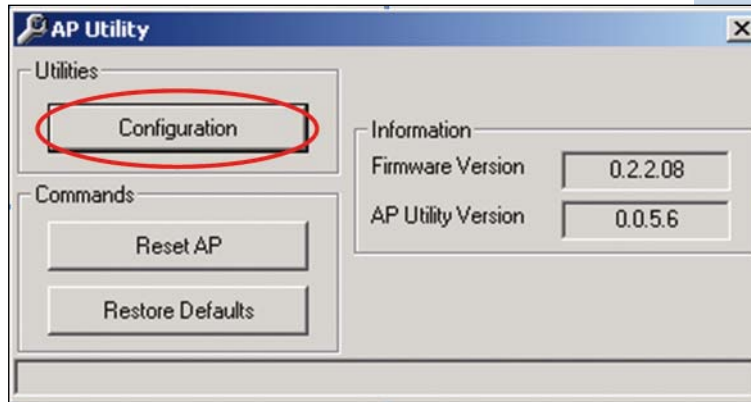 AP Utility
Utilities
Configuration
Commands
Reset AP
Restore Defaults
Information
Firmware Version 0.2.2.08
AP Utility Version 0.0.5.6